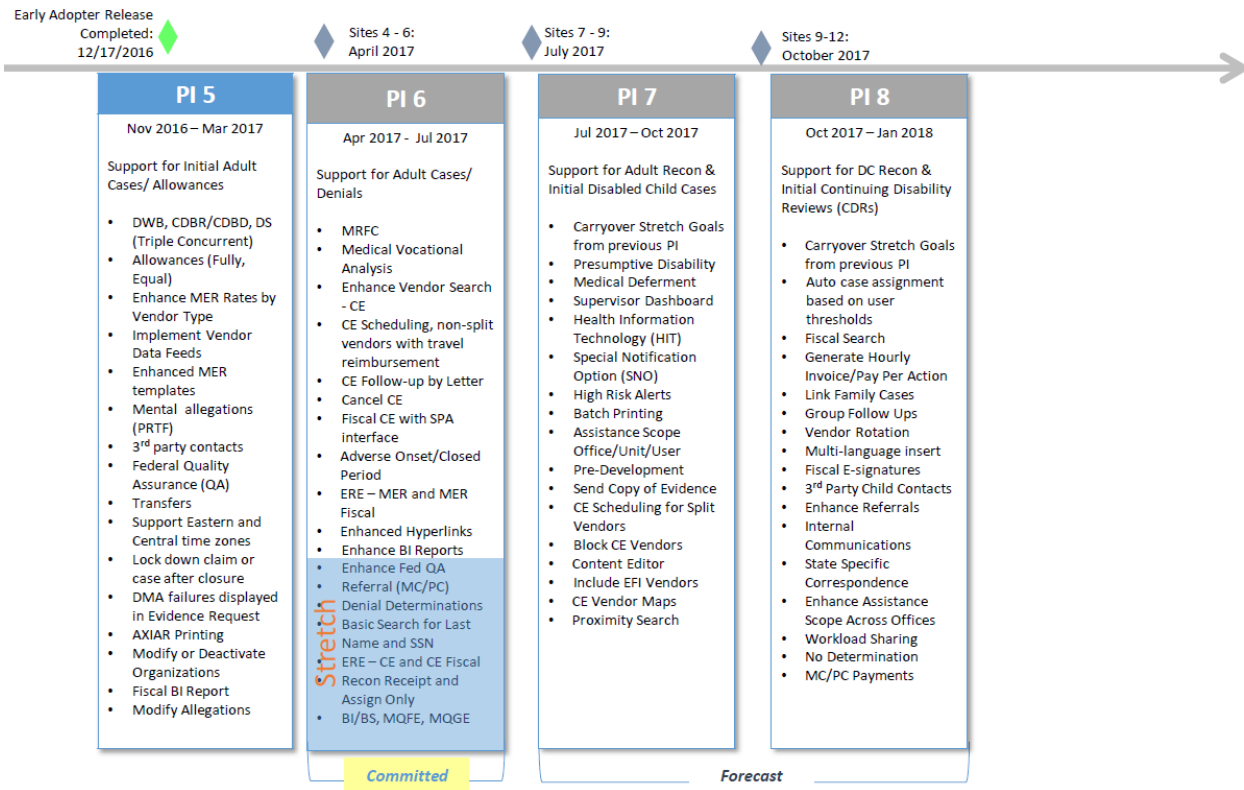 Early Adopter Release
Completed:
12/17/2016
Sites 4 - 6:
April 2017
Sites 7 - 9:
July 2017
Sites 9-12:
October 2017
PI 5
Nov 2016 – Mar 2017
Support for Initial Adult
Cases/ Allowances
• DWB, CDBR/CDBD, DS
(Triple Concurrent)
• Allowances (Fully,
Equal)
• Enhance MER Rates by
Vendor Type
• Implement Vendor
Data Feeds
• Enhanced MER
templates
• Mental allegations
(PRTF)
• 3rd party contacts
• Federal Quality
Assurance (QA)
• Transfers
• Support Eastern and
Central time zones
• Lock down claim or
case after closure
• DMA failures displayed
in Evidence Request
• AXIAR Printing
• Modify or Deactivate
Organizations
• Fiscal BI Report
• Modify Allegations
PI 6
Apr 2017 - Jul 2017
Support for Adult Cases/
Denials
• MRFC
• Medical Vocational
Analysis
• Enhance Vendor Search
- CE
• CE Scheduling, non-split
vendors with travel
reimbursement
• CE Follow-up by Letter
• Cancel CE
• Fiscal CE with SPA
interface
• Adverse Onset/Closed
Period
• ERE – MER and MER
Fiscal
• Enhanced Hyperlinks
• Enhance BI Reports
• Enhance Fed QA
• Referral (MC/PC)
• Denial Determinations
• Basic Search for Last
Name and SSN
• ERE – CE and CE Fiscal
• Recon Receipt and
Assign Only
• BI/BS, MQFE, MQGE
Stretch
Committed
PI 7
Jul 2017 – Oct 2017
Support for Adult Recon &
Initial Disabled Child Cases
• Carryover Stretch Goals
from previous PI
• Presumptive Disability
• Medical Deferment
• Supervisor Dashboard
• Health Information
Technology (HIT)
• Special Notification
Option (SNO)
• High Risk Alerts
• Batch Printing
• Assistance Scope
Office/Unit/User
• Pre-Development
• Send Copy of Evidence
• CE Scheduling for Split
Vendors
• Block CE Vendors
• Content Editor
• Include EFI Vendors
• CE Vendor Maps
• Proximity Search
PI 8
Oct 2017 – Jan 2018
Support for DC Recon &
Initial Continuing Disability
Reviews (CDRs)
• Carryover Stretch Goals
from previous PI
• Auto case assignment
based on user
thresholds
• Fiscal Search
• Generate Hourly
Invoice/Pay Per Action
• Link Family Cases
• Group Follow Ups
• Vendor Rotation
• Multi-language insert
• Fiscal E-signatures
• 3rd Party Child Contacts
• Enhance Referrals
• Internal
Communications
• State Specific
Correspondence
• Enhance Assistance
Scope Across Offices
• Workload Sharing
• No Determination
• MC/PC Payments
Forecast